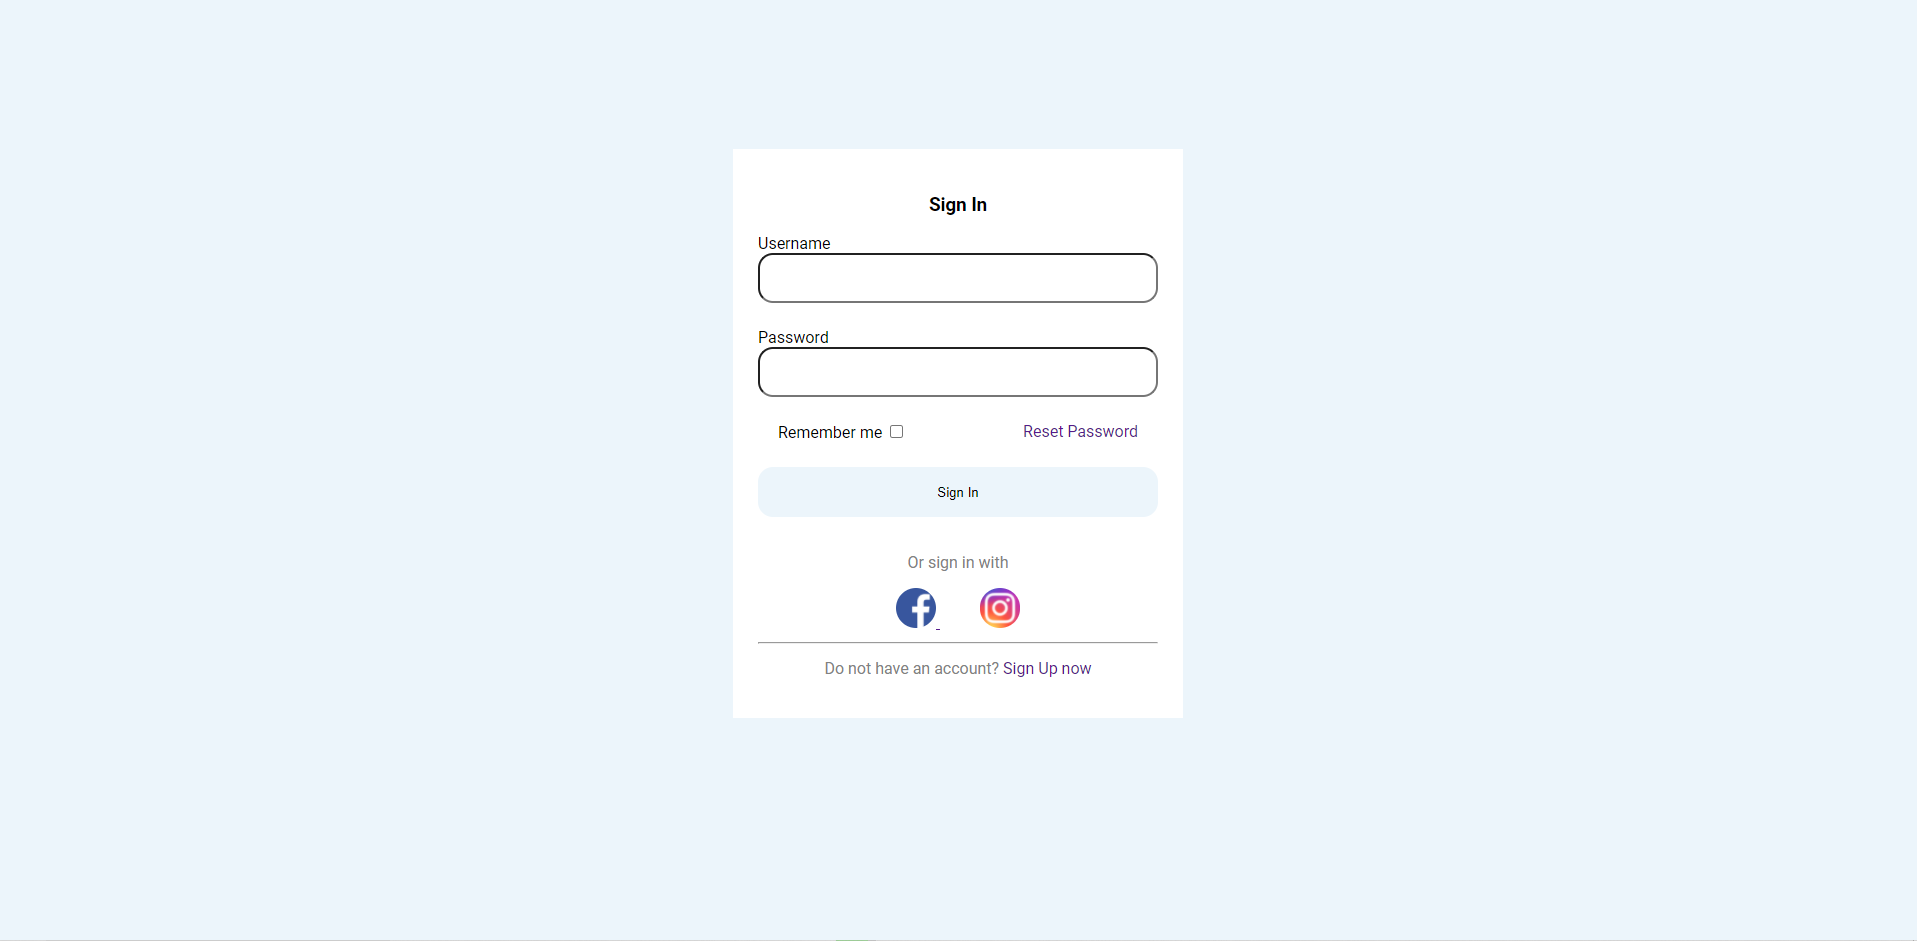 Sign In
Username
Password
Remember me
Reset Password
Sign In
Or sign in with
Do not have an account? Sign Up now